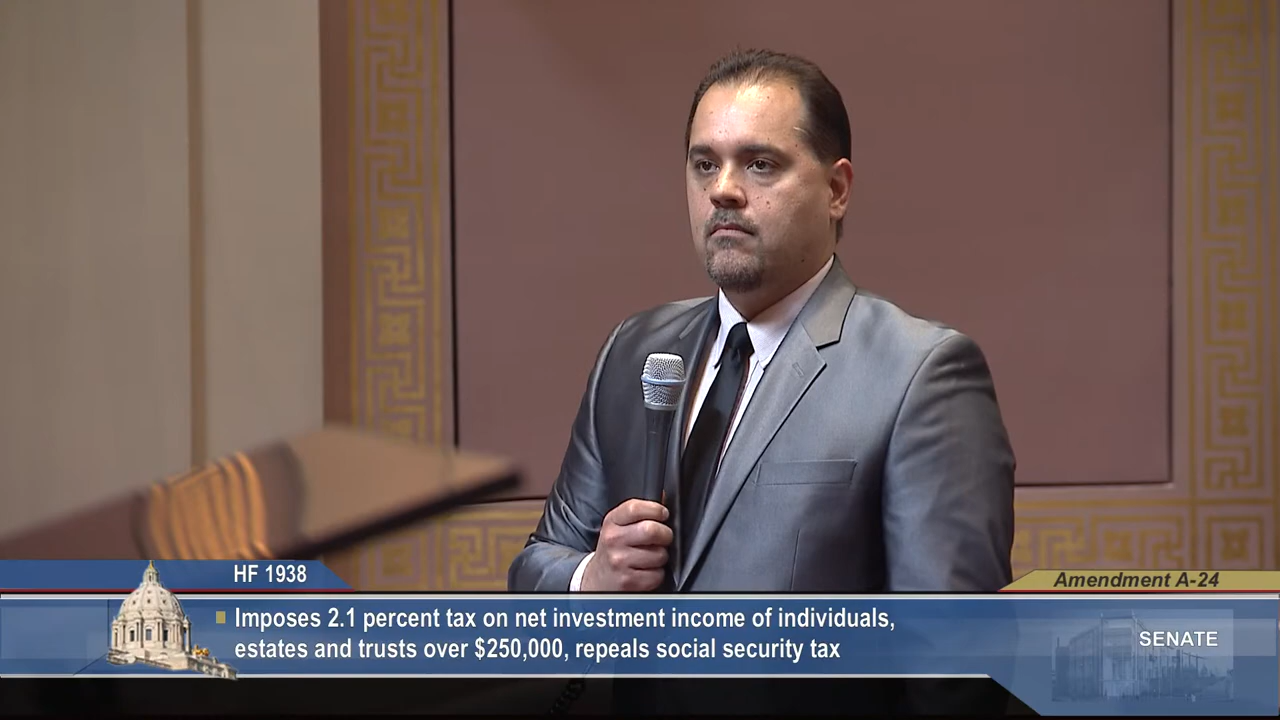 HF 1938
Amendment A-24
Imposes 2.1 percent tax on net investment income of individuals,
estates and trusts over $250,000, repeals social security tax
SENATE